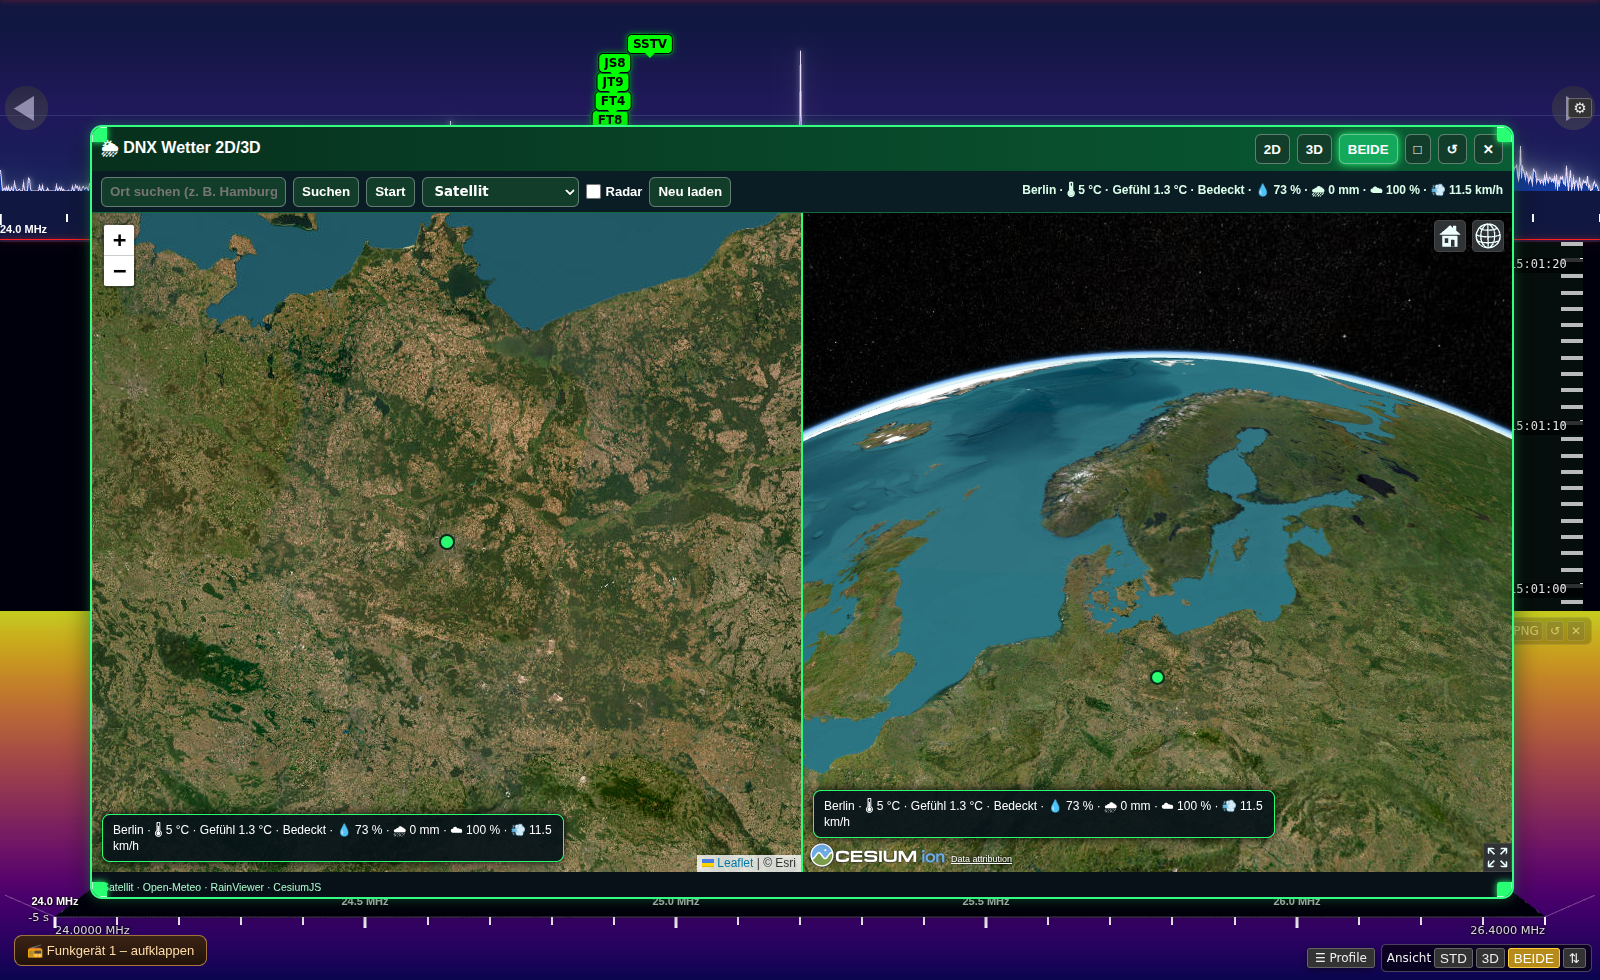 SSTV
JS8
JT9
FT4
FT8
24.0 MHz
DNX Wetter 2D/3D
2D
3D
BEIDE
Ort suchen (z. B. Hamburg
Suchen
Start
Satellit
Radar
Neu laden
Berlin · 5 °C · Gefühl 1.3 °C · Bedeckt · 73 % · 0 mm · 100 % · 11.5 km/h
+
−
15:01:20
15:01:10
15:01:00
PNG
Berlin · 5 °C · Gefühl 1.3 °C · Bedeckt · 73 % · 0 mm · 100 % · 11.5
km/h
Leaflet | © Esri
Berlin · 5 °C · Gefühl 1.3 °C · Bedeckt · 73 % · 0 mm · 100 % · 11.5
km/h
CESIUM ion Data attribution
Satellit · Open-Meteo · RainViewer · CesiumJS
24.0 MHz
24.5 MHz
25.0 MHz
25.5 MHz
26.0 MHz
-5 s
24.0000 MHz
26.4000 MHz
Funkgerät 1 – aufklappen
☰ Profile
Ansicht STD 3D BEIDE ⇅